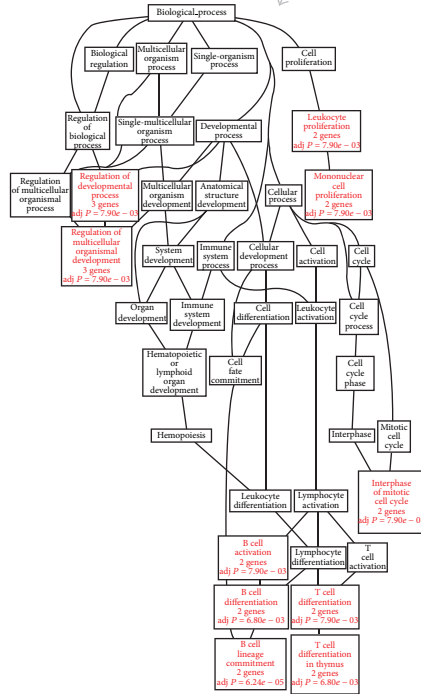 Biological-process
Biological
regulation
Multicellular
organism
process
Single-organism
process
Cell
proliferation
Regulation
of
biological
process
Single-multicellular
organism process
Developmental
process
Leukocyte
proliferation
2 genes
adj P = 7.90e − 03
Regulation
of multicellular
organismal
process
Regulation of
developmental
process
3 genes
adj P = 7.90e − 03
Multicellular
organism
development
Anatomical
structure
development
Cellular
process
Mononuclear
cell
proliferation
2 genes
adj P = 7.90e − 03
Regulation of
multicellular
organismal
development
3 genes
adj P = 7.90e − 03
System
development
Immune
system
process
Cellular
development
process
Cell
activation
Cell
cycle
Organ
development
Immune
system
development
Cell
differentiation
Leukocyte
activation
Cell
cycle
process
Hematopoietic
or
lymphoid
organ
development
Cell
fate
commitment
Cell
cycle
phase
Hemopoiesis
Interphase
Mitotic
cell
cycle
Leukocyte
differentiation
Lymphocyte
activation
Interphase
of mitotic
cell cycle
2 genes
adj P = 7.90e − 03
B cell
activation
2 genes
adj P = 7.90e − 03
Lymphocyte
differentiation
T
cell
activation
B cell
differentiation
2 genes
adj P = 6.80e − 03
T cell
differentiation
2 genes
adj P = 7.90e − 03
B cell
lineage
commitment
2 genes
adj P = 6.24e − 05
T cell
differentiation
in thymus
2 genes
adj P = 6.80e − 03